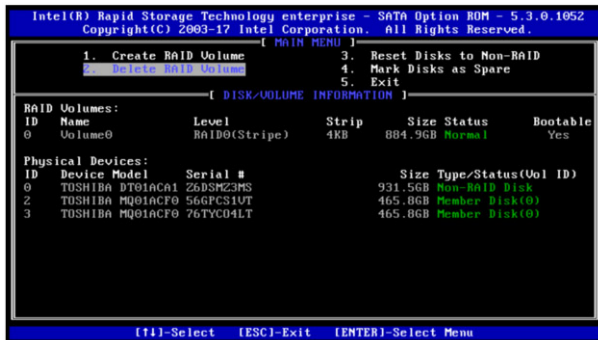 Intel(R) Rapid Storage Technology enterprise - SATA Option ROM - 5.3.0.1052
Copyright(C) 2003-17 Intel Corporation. All Rights Reserved.
[ MAIN MENU ]
1. Create RAID Volume 3. Reset Disks to Non-RAID
2. Delete RAID Volume 4. Mark Disks as Spare
5. Exit
[ DISK/VOLUME INFORMATION ]
RAID Volumes:
ID Name Level Strip Size Status Bootable
0 Volume0 RAID0(Stripe) 4KB 884.9GB Normal Yes
Physical Devices:
ID Device Model Serial # Size Type/Status(Vol ID)
0 TOSHIBA DT01ACA1 Z6DSMZ3MS 931.5GB Non-RAID Disk
2 TOSHIBA MQ01ACF0 56GPCS1VT 465.8GB Member Disk(0)
3 TOSHIBA MQ01ACF0 76TYCO4LT 465.8GB Member Disk(0)
[↑↓]-Select [ESC]-Exit [ENTER]-Select Menu